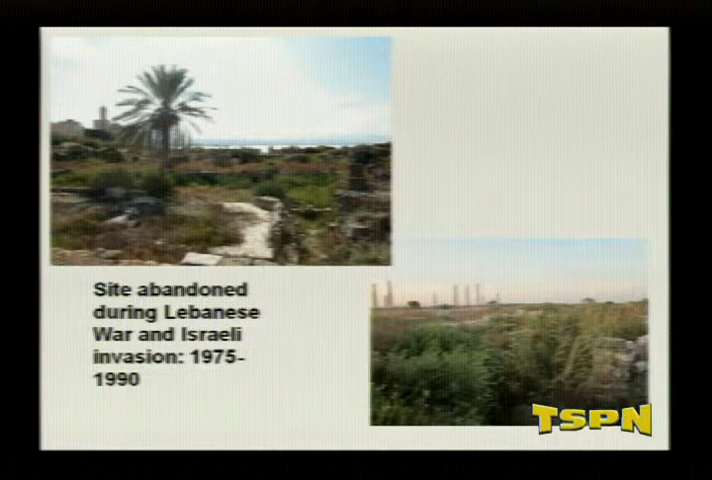 Site abandoned
during Lebanese
War and Israeli
invasion: 1975-
1990
TSPN